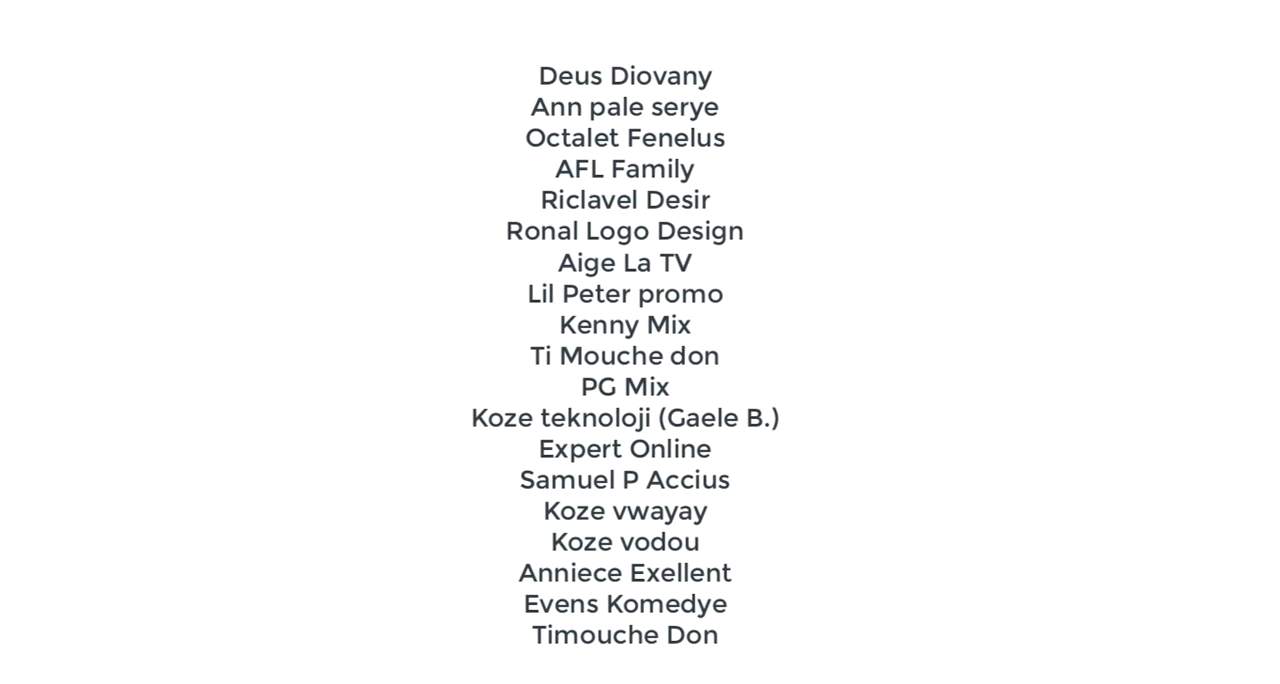 Deus Diovany
Ann pale serye
Octalet Fenelus
AFL Family
Riclavel Desir
Ronal Logo Design
Aige La TV
Lil Peter promo
Kenny Mix
Ti Mouche don
PG Mix
Koze teknoloji (Gaele B.)
Expert Online
Samuel P Accius
Koze vwayay
Koze vodou
Anniece Exellent
Evens Komedye
Timouche Don